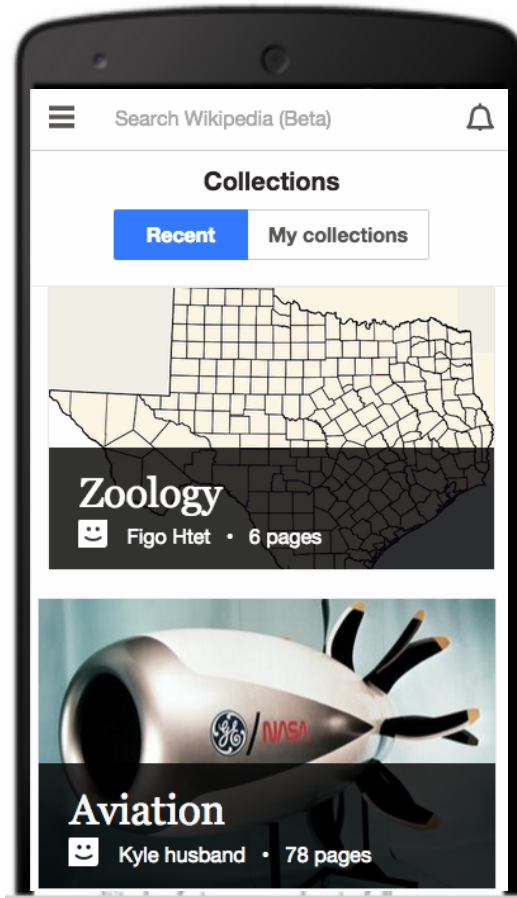 Search Wikipedia (Beta)
Collections
Recent
My collections
Zoology
Figo Htet • 6 pages
GE / NASA
Aviation
Kyle husband • 78 pages